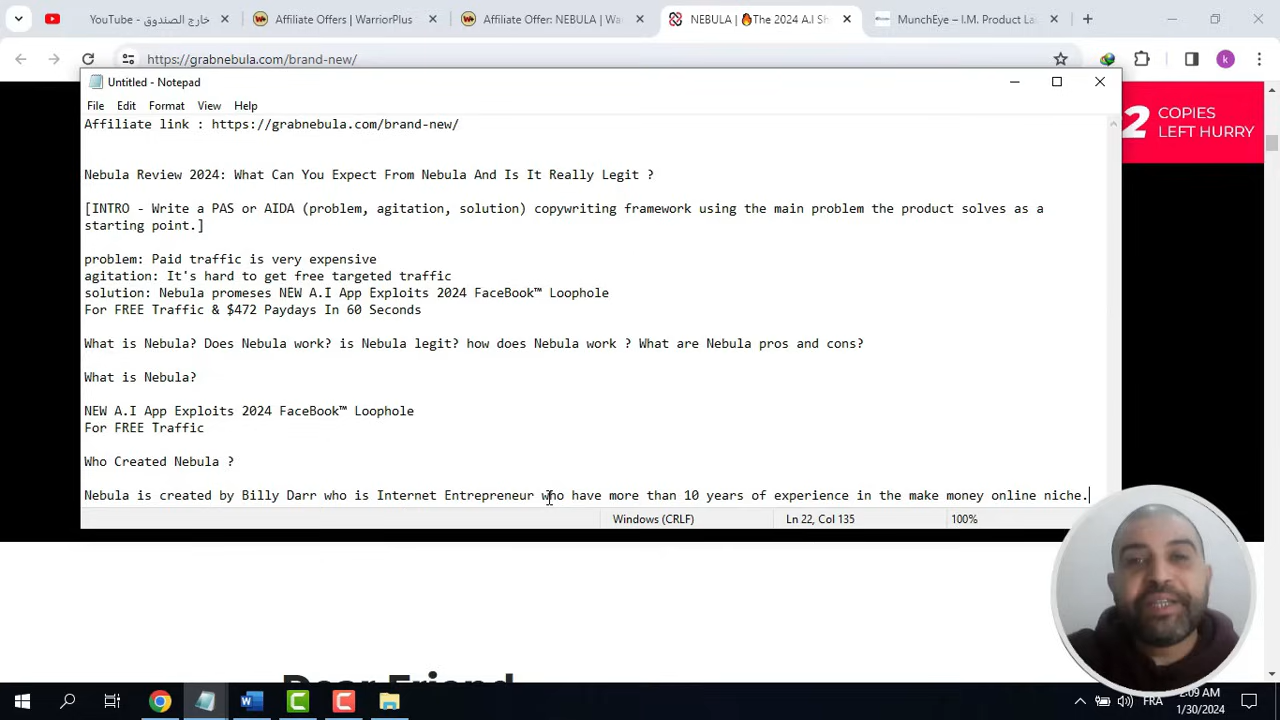 YouTube - خارج الصندوق
Affiliate Offers | WarriorPlus
Affiliate Offer: NEBULA | Wa
NEBULA | 🔥The 2024 A.I Sh
MunchEye – I.M. Product La
https://grabnebula.com/brand-new/
k
2 COPIES
LEFT HURRY
Untitled - Notepad
File Edit Format View Help
Affiliate link : https://grabnebula.com/brand-new/
Nebula Review 2024: What Can You Expect From Nebula And Is It Really Legit ?
[INTRO - Write a PAS or AIDA (problem, agitation, solution) copywriting framework using the main problem the product solves as a
starting point.]
problem: Paid traffic is very expensive
agitation: It's hard to get free targeted traffic
solution: Nebula promeses NEW A.I App Exploits 2024 FaceBook™ Loophole
For FREE Traffic & $472 Paydays In 60 Seconds
What is Nebula? Does Nebula work? is Nebula legit? how does Nebula work ? What are Nebula pros and cons?
What is Nebula?
NEW A.I App Exploits 2024 FaceBook™ Loophole
For FREE Traffic
Who Created Nebula ?
Nebula is created by Billy Darr who is Internet Entrepreneur who have more than 10 years of experience in the make money online niche.
Windows (CRLF) Ln 22, Col 135 100%
Dear Friend
FRA
2:09 AM
1/30/2024